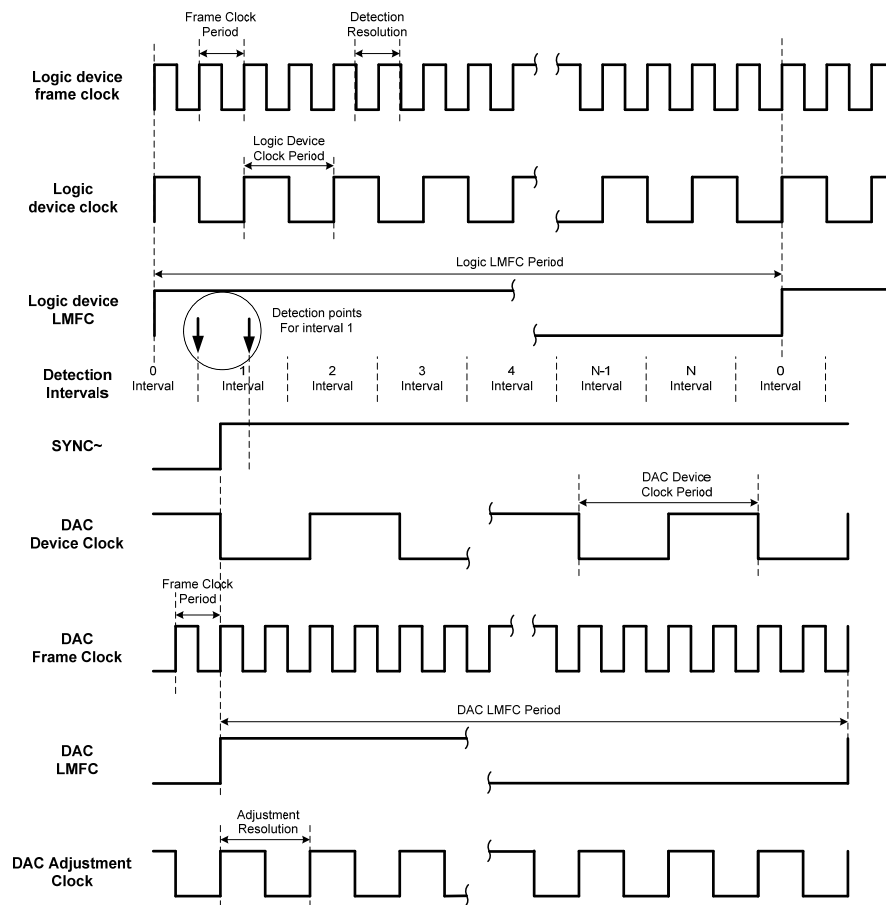 Frame Clock
Period
Detection
Resolution
Logic device
frame clock
Logic Device
Clock Period
Logic
device clock
Logic LMFC Period
Logic device
LMFC
Detection points
For interval 1
Detection
Intervals
0
Interval
1
Interval
2
Interval
3
Interval
4
Interval
N-1
Interval
N
Interval
0
Interval
SYNC~
DAC Device
Clock Period
DAC
Device Clock
Frame Clock
Period
DAC
Frame Clock
DAC LMFC Period
DAC
LMFC
Adjustment
Resolution
DAC Adjustment
Clock